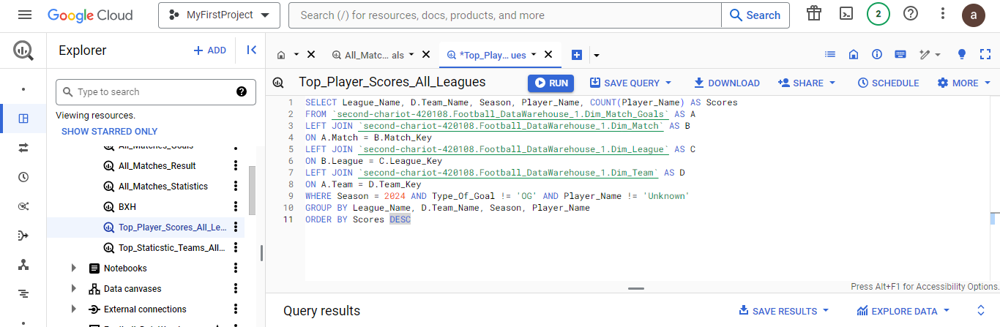 Google Cloud
MyFirstProject
Search (/) for resources, docs, products, and more
Search
2
a
Explorer
+ ADD
All_Matc... als
*Top_Play... ues
Type to search
?
Viewing resources.
SHOW STARRED ONLY
All_Matches_Goals
All_Matches_Result
All_Matches_Statistics
BXH
Top_Player_Scores_All_Le...
Top_Staticstic_Teams_All...
Notebooks
Data canvases
External connections
Top_Player_Scores_All_Leagues
RUN
SAVE QUERY
DOWNLOAD
SHARE
SCHEDULE
MORE
1 SELECT League_Name, D.Team_Name, Season, Player_Name, COUNT(Player_Name) AS Scores
2 FROM `second-chariot-420108.Football_DataWarehouse_1.Dim_Match_Goals` AS A
3 LEFT JOIN `second-chariot-420108.Football_DataWarehouse_1.Dim_Match` AS B
4 ON A.Match = B.Match_Key
5 LEFT JOIN `second-chariot-420108.Football_DataWarehouse_1.Dim_League` AS C
6 ON B.League = C.League_Key
7 LEFT JOIN `second-chariot-420108.Football_DataWarehouse_1.Dim_Team` AS D
8 ON A.Team = D.Team_Key
9 WHERE Season = 2024 AND Type_Of_Goal != 'OG' AND Player_Name != 'Unknown'
10 GROUP BY League_Name, D.Team_Name, Season, Player_Name
11 ORDER BY Scores DESC
Press Alt+F1 for Accessibility Options.
Query results
SAVE RESULTS
EXPLORE DATA